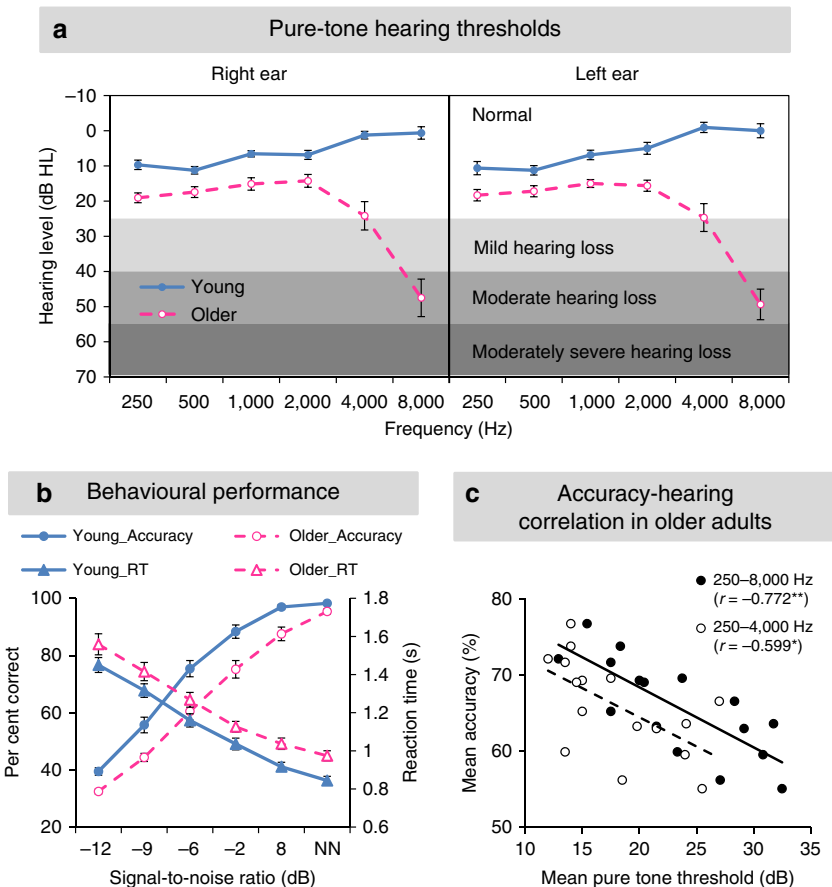 a Pure-tone hearing thresholds
Right ear Left ear
–10
0
10
20
30
40
50
60
70
Hearing level (dB HL)
Normal
Mild hearing loss
Moderate hearing loss
Moderately severe hearing loss
Young
Older
250 500 1,000 2,000 4,000 8,000 250 500 1,000 2,000 4,000 8,000
Frequency (Hz)
b Behavioural performance
Young_Accuracy Older_Accuracy
Young_RT Older_RT
100
80
60
40
20
Per cent correct
1.8
1.6
1.4
1.2
1
0.8
0.6
Reaction time (s)
–12 –9 –6 –2 8 NN
Signal-to-noise ratio (dB)
c Accuracy-hearing
correlation in older adults
250–8,000 Hz
(r = –0.772**)
250–4,000 Hz
(r = –0.599*)
80
70
60
50
Mean accuracy (%)
10 15 20 25 30 35
Mean pure tone threshold (dB)